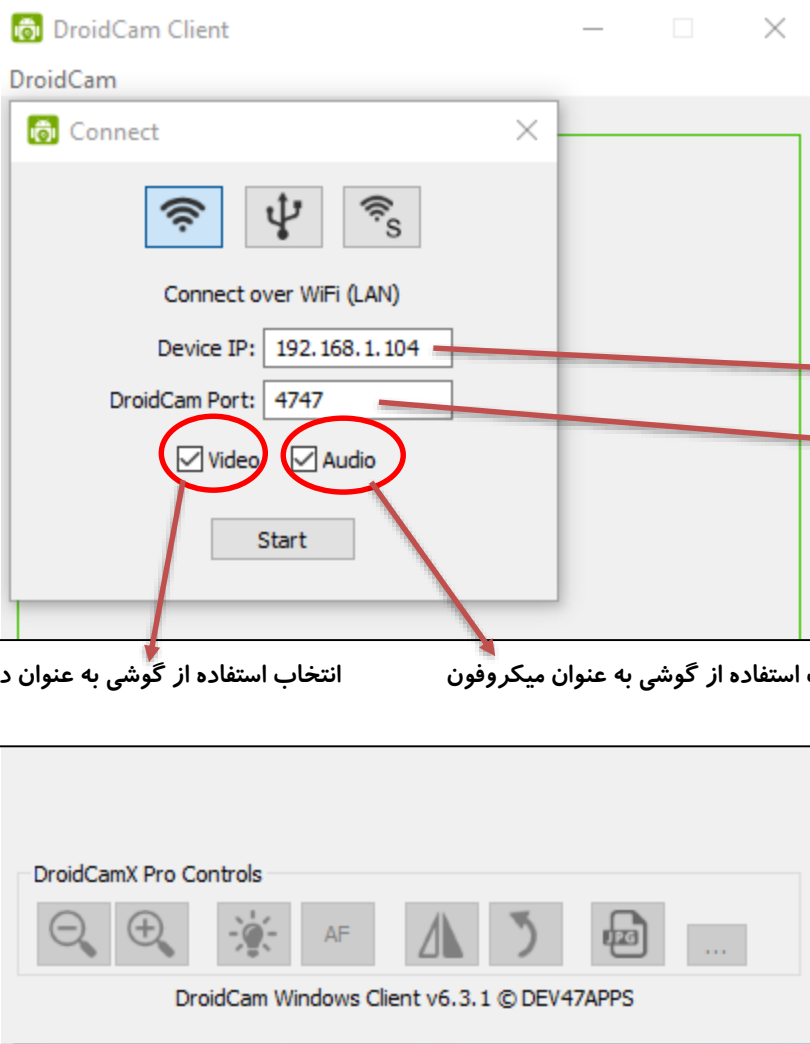 DroidCam Client
DroidCam
Connect
S
Connect over WiFi (LAN)
Device IP: 192.168.1.104
DroidCam Port: 4747
Video Audio
Start
استفاده از گوشی به عنوان میکروفون
انتخاب استفاده از گوشی به عنوان
DroidCamX Pro Controls
AF
JPG
...
DroidCam Windows Client v6.3.1 © DEV47APPS